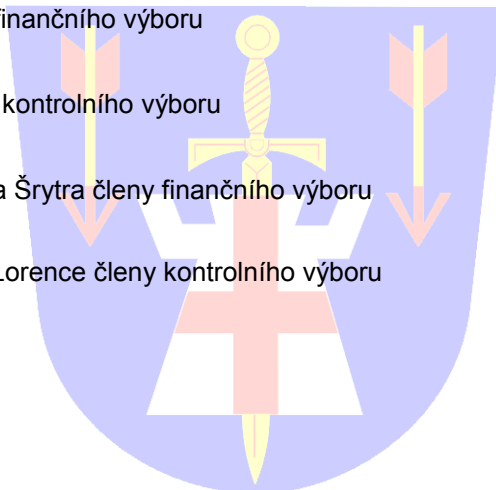 finančního výboru
kontrolního výboru
a Šrytra členy finančního výboru
Lorence členy kontrolního výboru